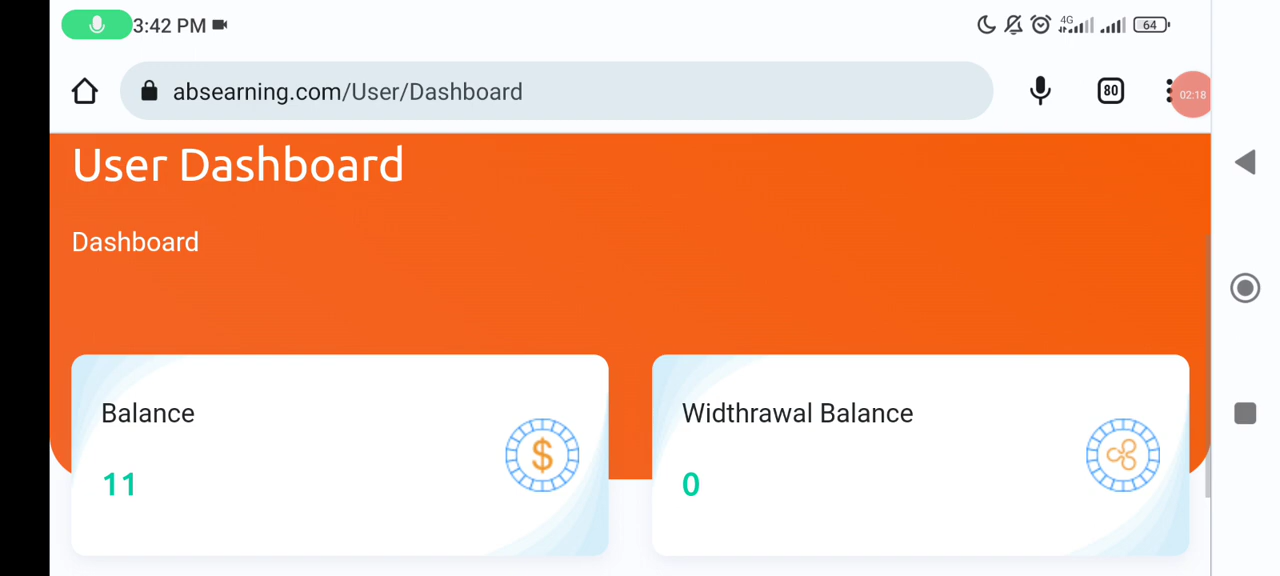 3:42 PM
4G
64
absearning.com/User/Dashboard
80
02:18
User Dashboard
Dashboard
Balance
Widthrawal Balance
11
0